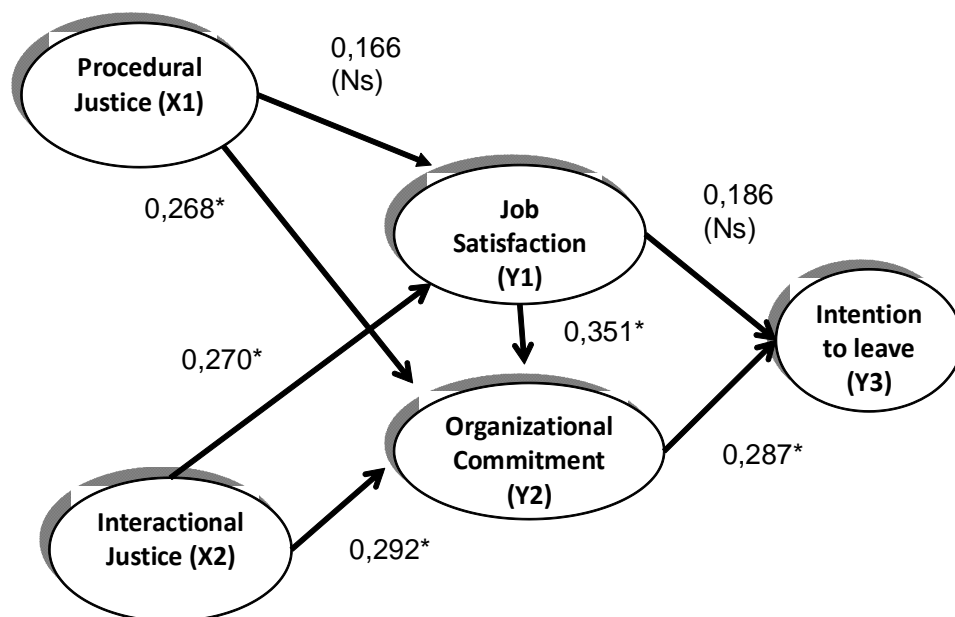 Procedural
Justice (X1)
0,166
(Ns)
0,268*
Job
Satisfaction
(Y1)
0,186
(Ns)
0,270*
0,351*
Intention
to leave
(Y3)
Organizational
Commitment
(Y2)
0,287*
Interactional
Justice (X2)
0,292*